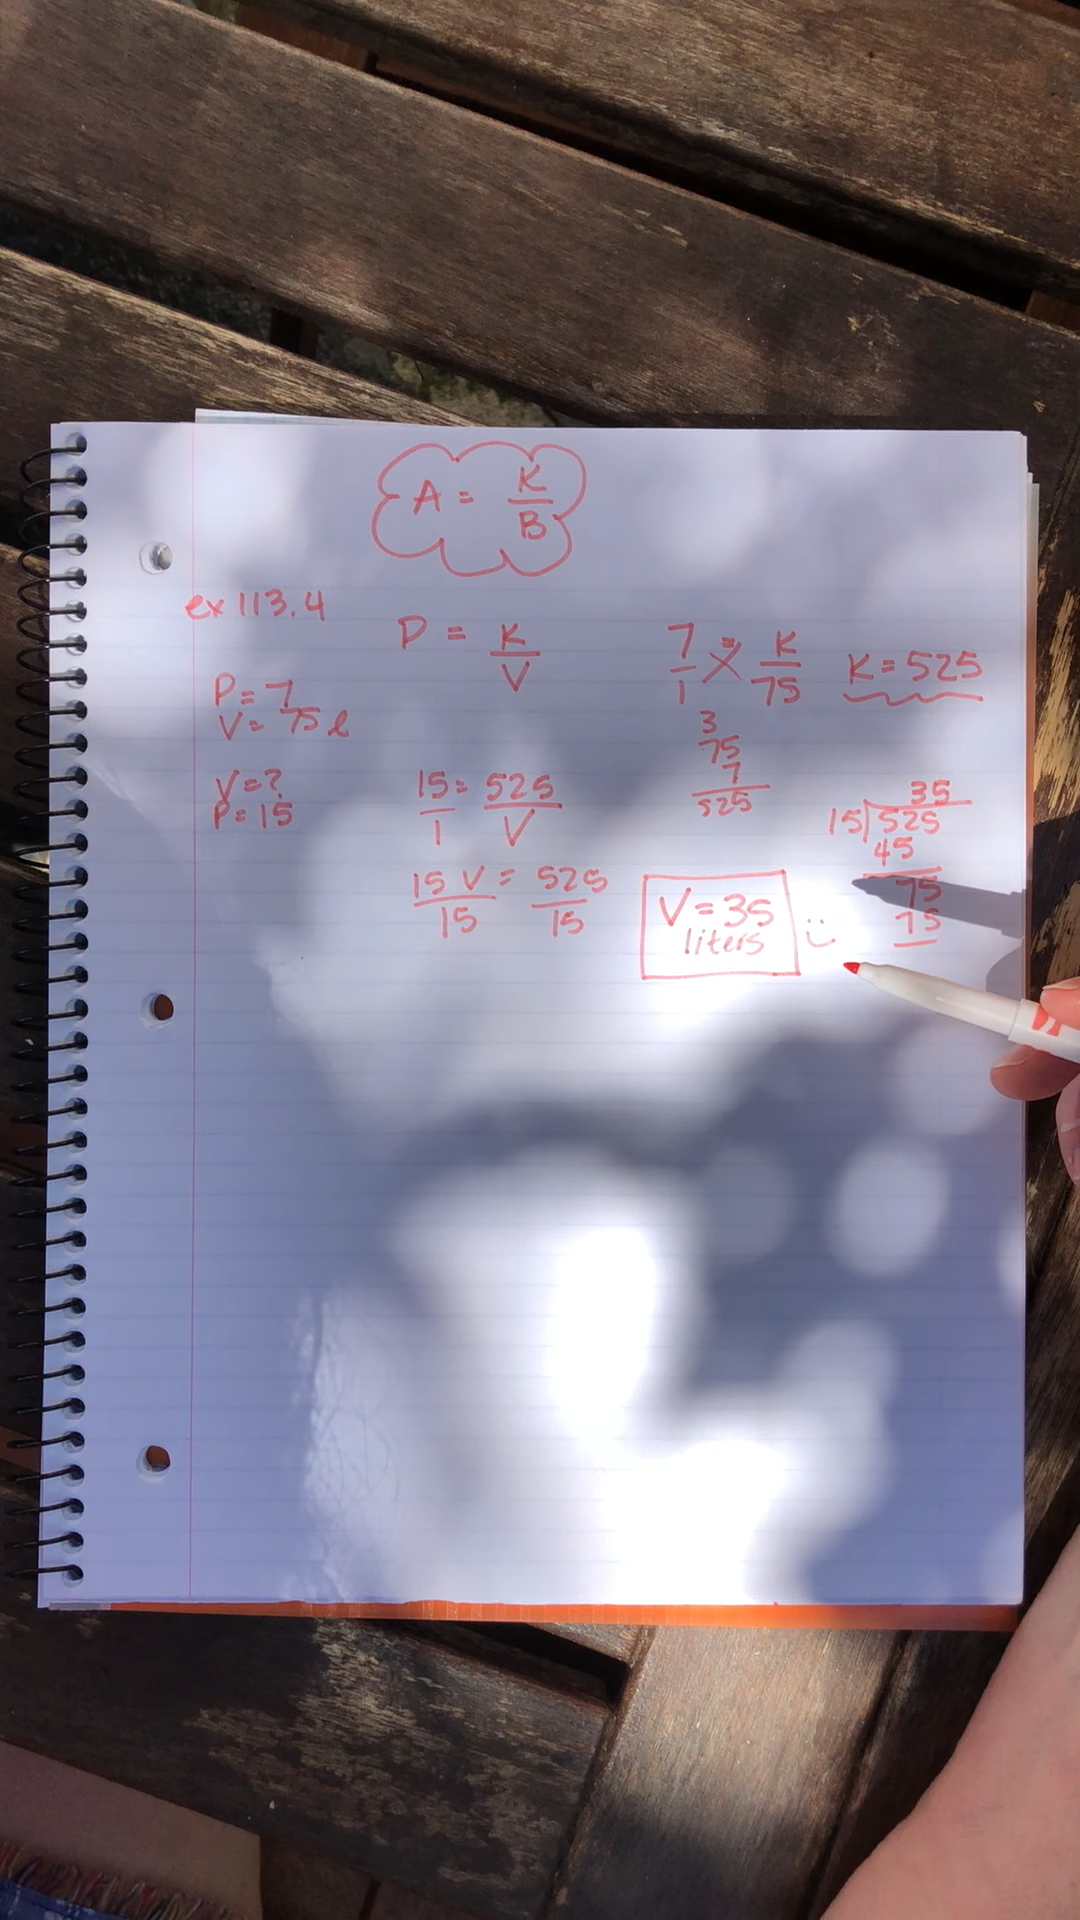 A = K/B
ex 113.4
P = K/V
7/1 = K/75
K = 525
P = 7
V = 75 l
3
75
7
525
V = ?
P = 15
15/1 = 525/V
35
15)525
45
75
75
15 V/15 = 525/15
V = 35
liters